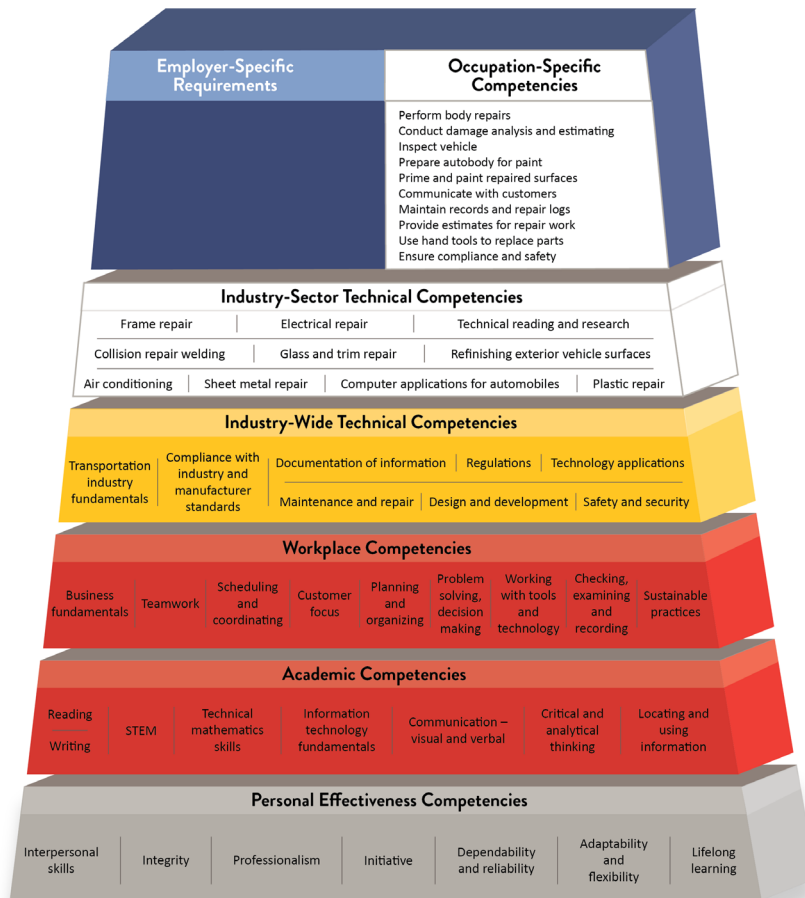 Employer-Specific
Requirements
Occupation-Specific
Competencies
Perform body repairs
Conduct damage analysis and estimating
Inspect vehicle
Prepare autobody for paint
Prime and paint repaired surfaces
Communicate with customers
Maintain records and repair logs
Provide estimates for repair work
Use hand tools to replace parts
Ensure compliance and safety
Industry-Sector Technical Competencies
Frame repair
Electrical repair
Technical reading and research
Collision repair welding
Glass and trim repair
Refinishing exterior vehicle surfaces
Air conditioning
Sheet metal repair
Computer applications for automobiles
Plastic repair
Industry-Wide Technical Competencies
Transportation
industry
fundamentals
Compliance with
industry and
manufacturer
standards
Documentation of information
Regulations
Technology applications
Maintenance and repair
Design and development
Safety and security
Workplace Competencies
Business
fundamentals
Teamwork
Scheduling
and
coordinating
Customer
focus
Planning
and
organizing
Problem
solving,
decision
making
Working
with tools
and
technology
Checking,
examining
and
recording
Sustainable
practices
Academic Competencies
Reading
Writing
STEM
Technical
mathematics
skills
Information
technology
fundamentals
Communication –
visual and verbal
Critical and
analytical
thinking
Locating and
using
information
Personal Effectiveness Competencies
Interpersonal
skills
Integrity
Professionalism
Initiative
Dependability
and reliability
Adaptability
and
flexibility
Lifelong
learning